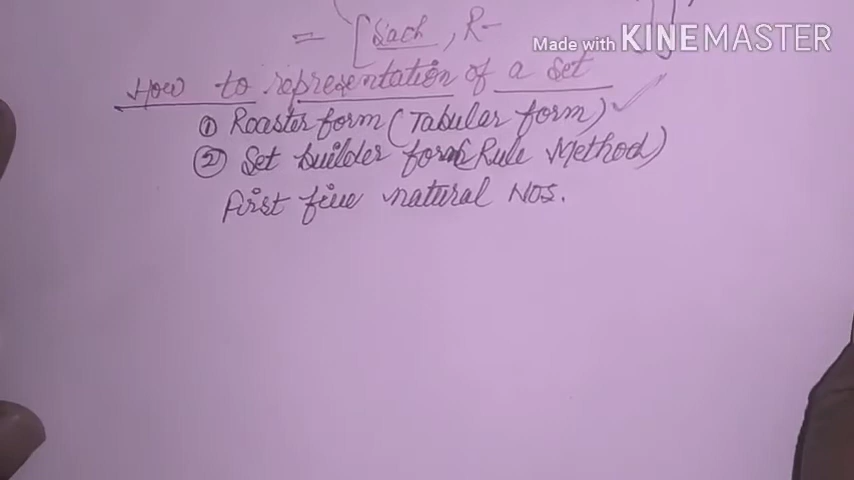 = [Sach, R-
Made with KINEMASTER
How to representation of a set
① Roaster form (Tabular form) ✓
② Set builder form (Rule Method)
First five natural NOS.